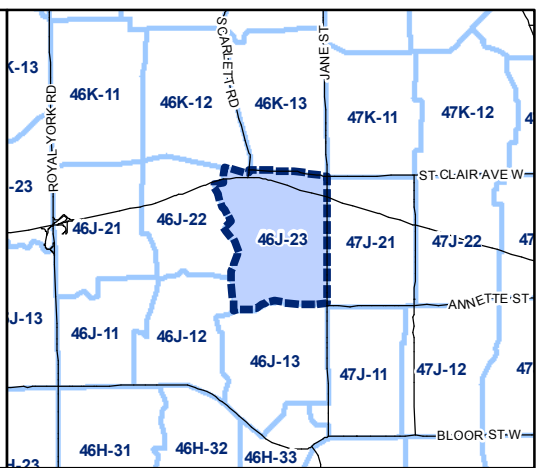 SCARLETT RD
JANE ST
ROYAL YORK RD
K-13
46K-11
46K-12
46K-13
47K-11
47K-12
4
ST CLAIR AVE W
-23
46J-21
46J-22
46J-23
47J-21
47J-22
47
ANNETTE ST
J-13
46J-11
46J-12
46J-13
47J-11
47J-12
47
BLOOR ST W
H-23
46H-31
46H-32
46H-33